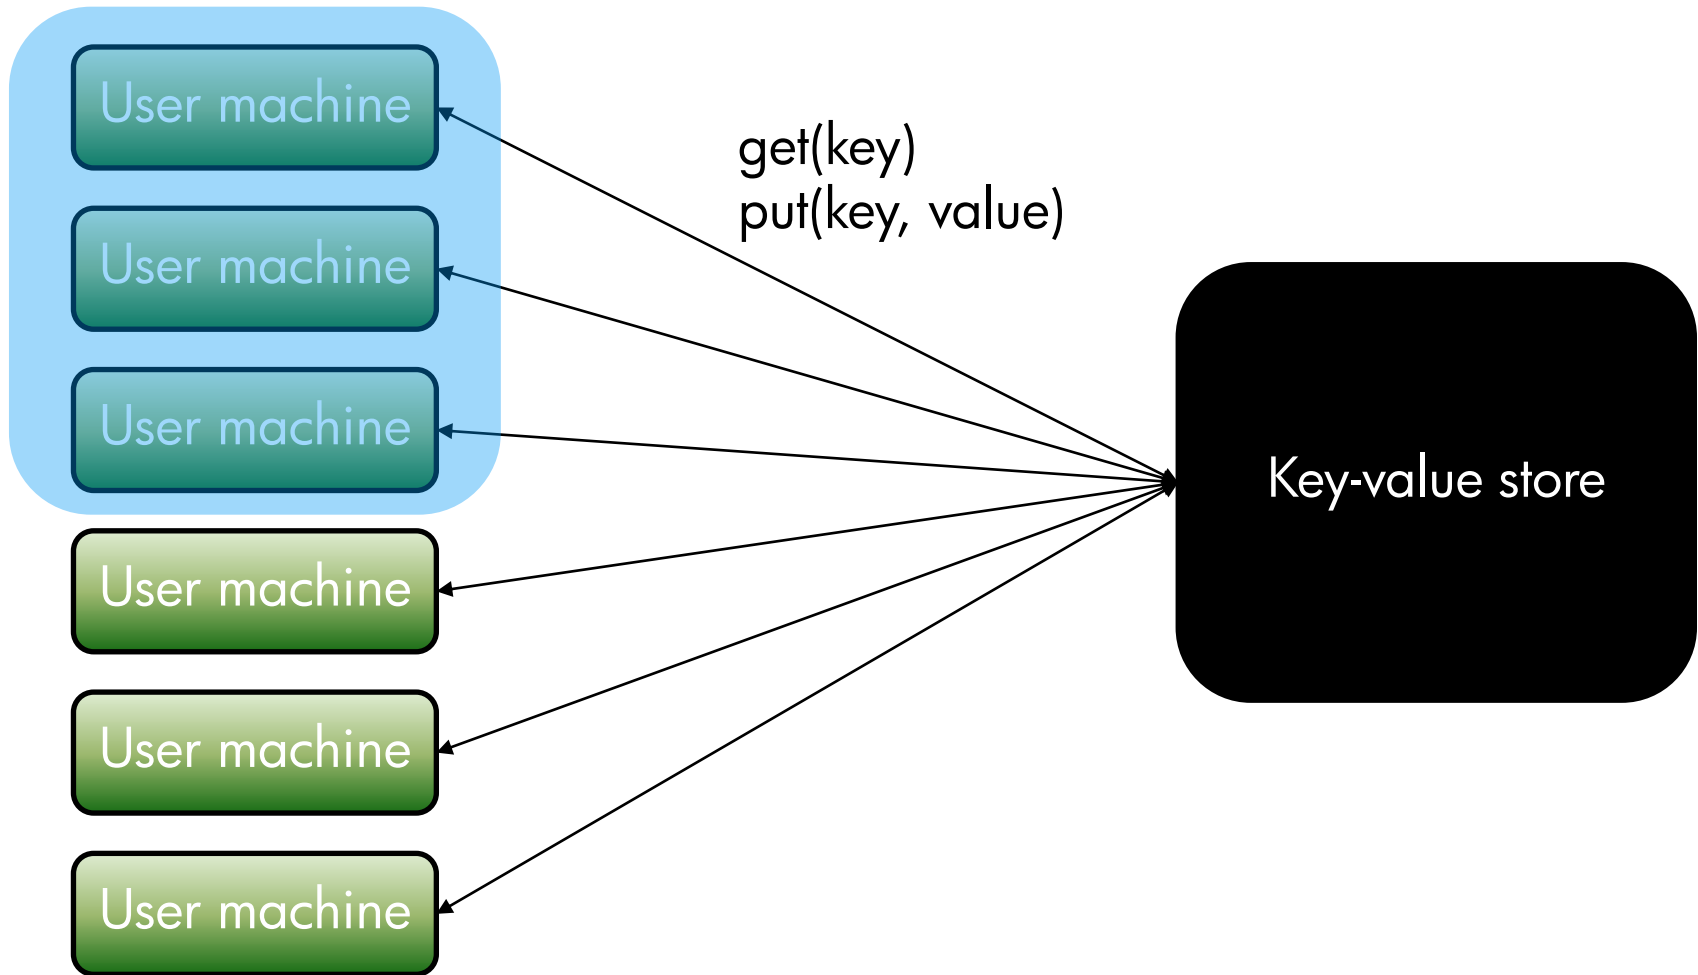 User machine
get(key)
put(key, value)
User machine
User machine
Key-value store
User machine
User machine
User machine